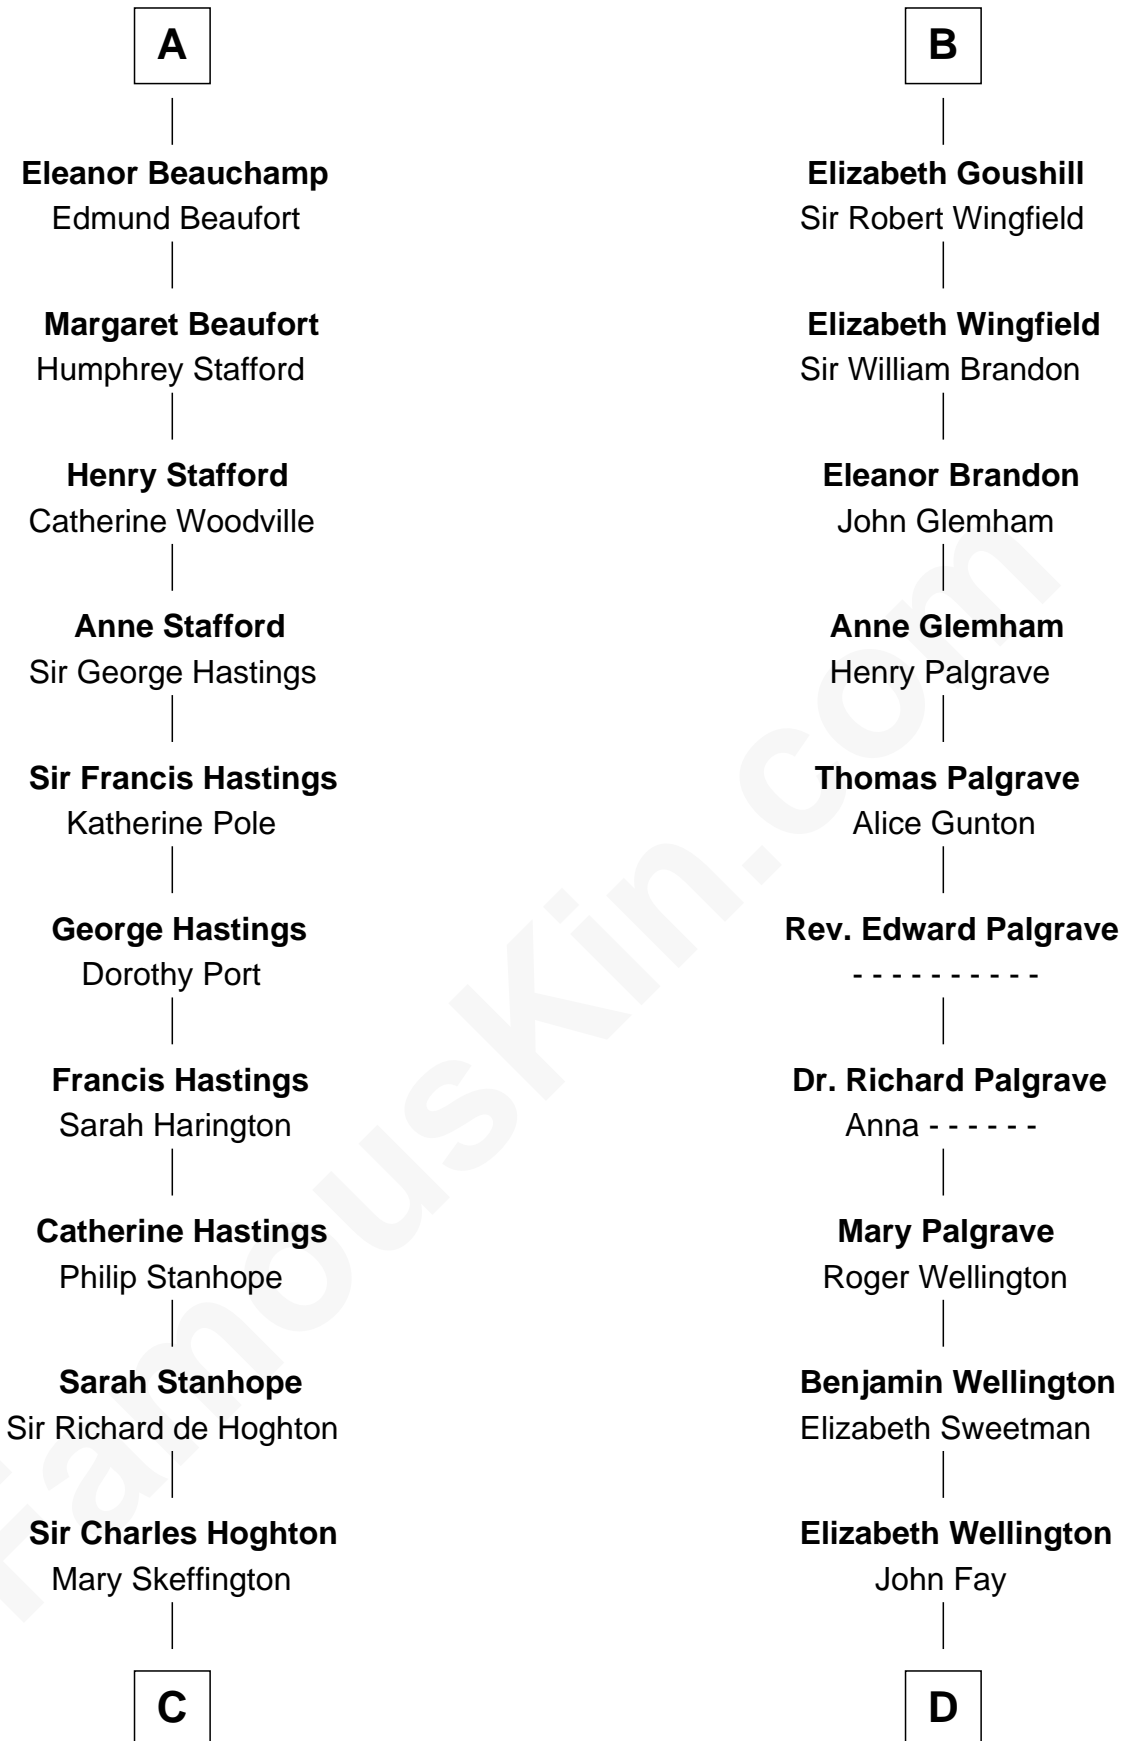 A
Eleanor Beauchamp
Edmund Beaufort
Margaret Beaufort
Humphrey Stafford
Henry Stafford
Catherine Woodville
Anne Stafford
Sir George Hastings
Sir Francis Hastings
Katherine Pole
George Hastings
Dorothy Port
Francis Hastings
Sarah Harington
Catherine Hastings
Philip Stanhope
Sarah Stanhope
Sir Richard de Hoghton
Sir Charles Hoghton
Mary Skeffington
C
B
Elizabeth Goushill
Sir Robert Wingfield
Elizabeth Wingfield
Sir William Brandon
Eleanor Brandon
John Glemham
Anne Glemham
Henry Palgrave
Thomas Palgrave
Alice Gunton
Rev. Edward Palgrave
- - - - - - - - - -
Dr. Richard Palgrave
Anna - - - - - -
Mary Palgrave
Roger Wellington
Benjamin Wellington
Elizabeth Sweetman
Elizabeth Wellington
John Fay
D
FamousKin.com